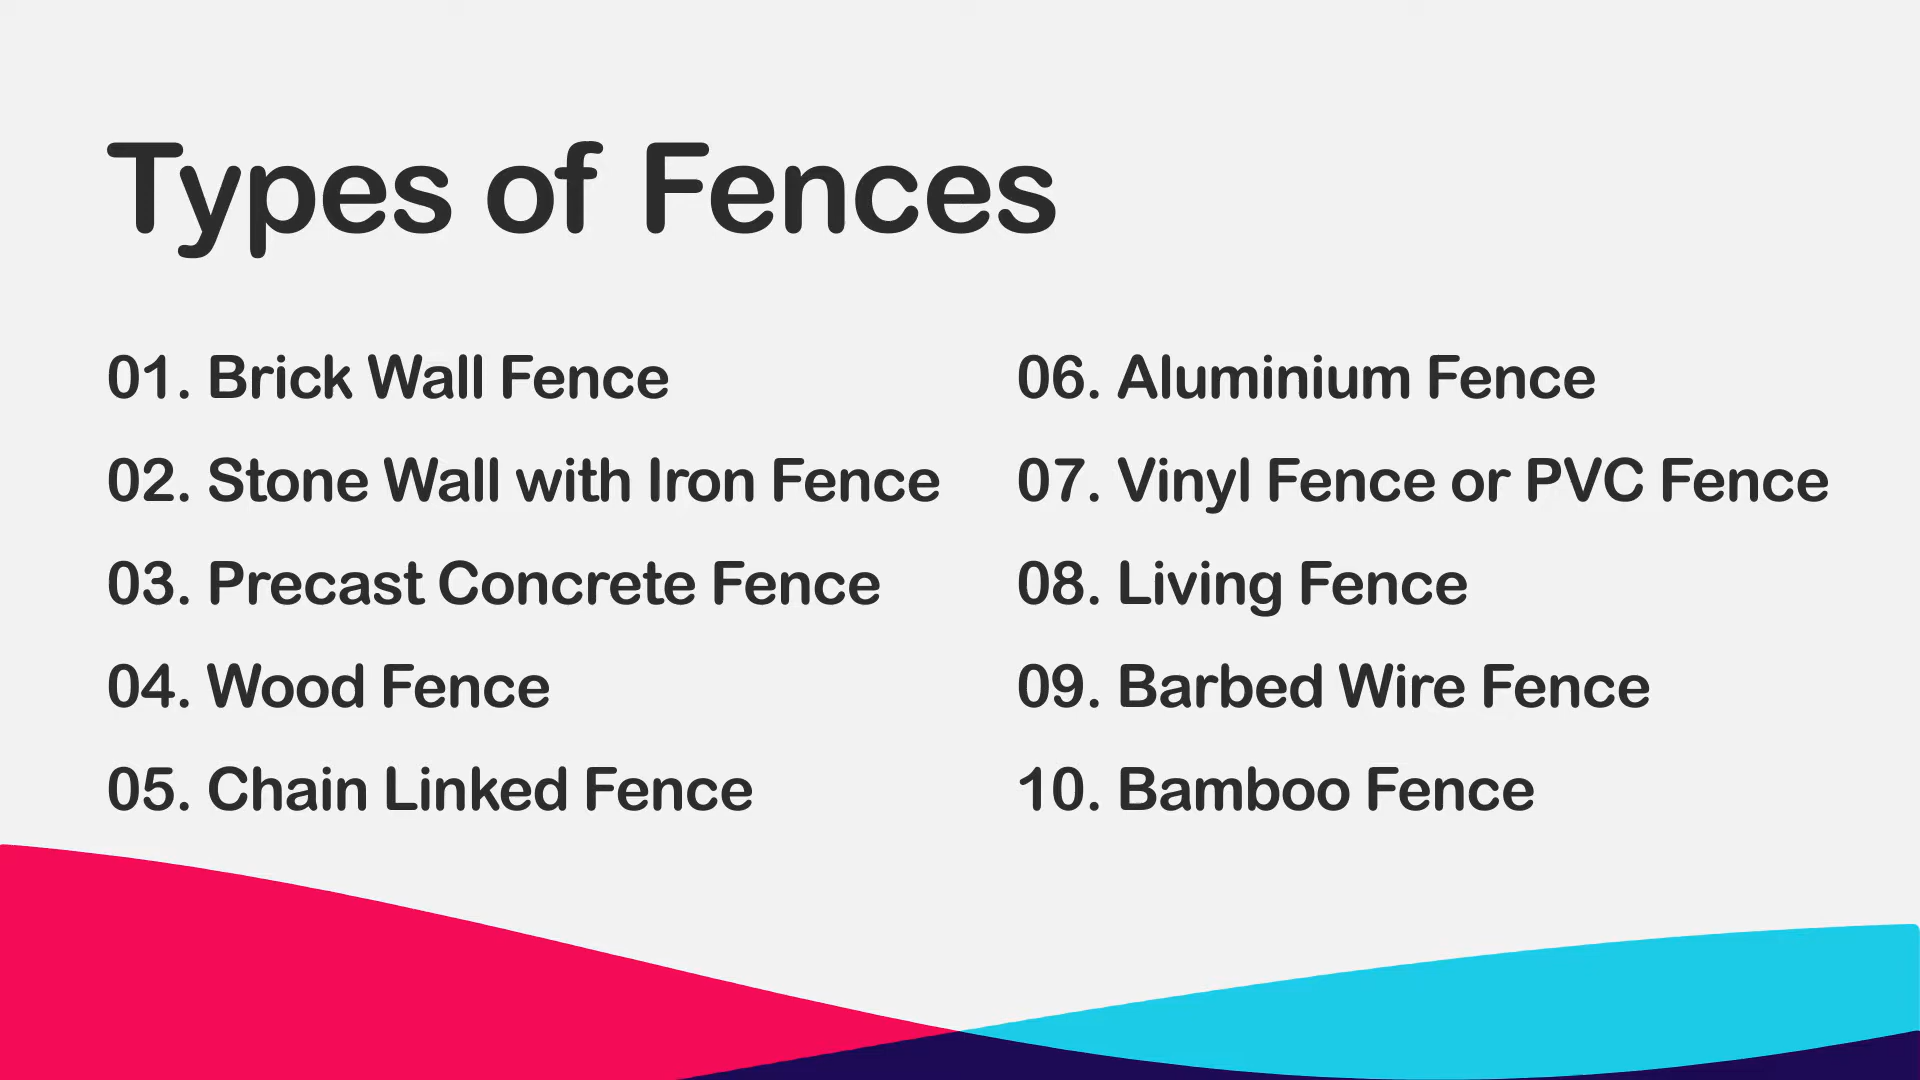 Types of Fences
01. Brick Wall Fence
02. Stone Wall with Iron Fence
03. Precast Concrete Fence
04. Wood Fence
05. Chain Linked Fence
06. Aluminium Fence
07. Vinyl Fence or PVC Fence
08. Living Fence
09. Barbed Wire Fence
10. Bamboo Fence